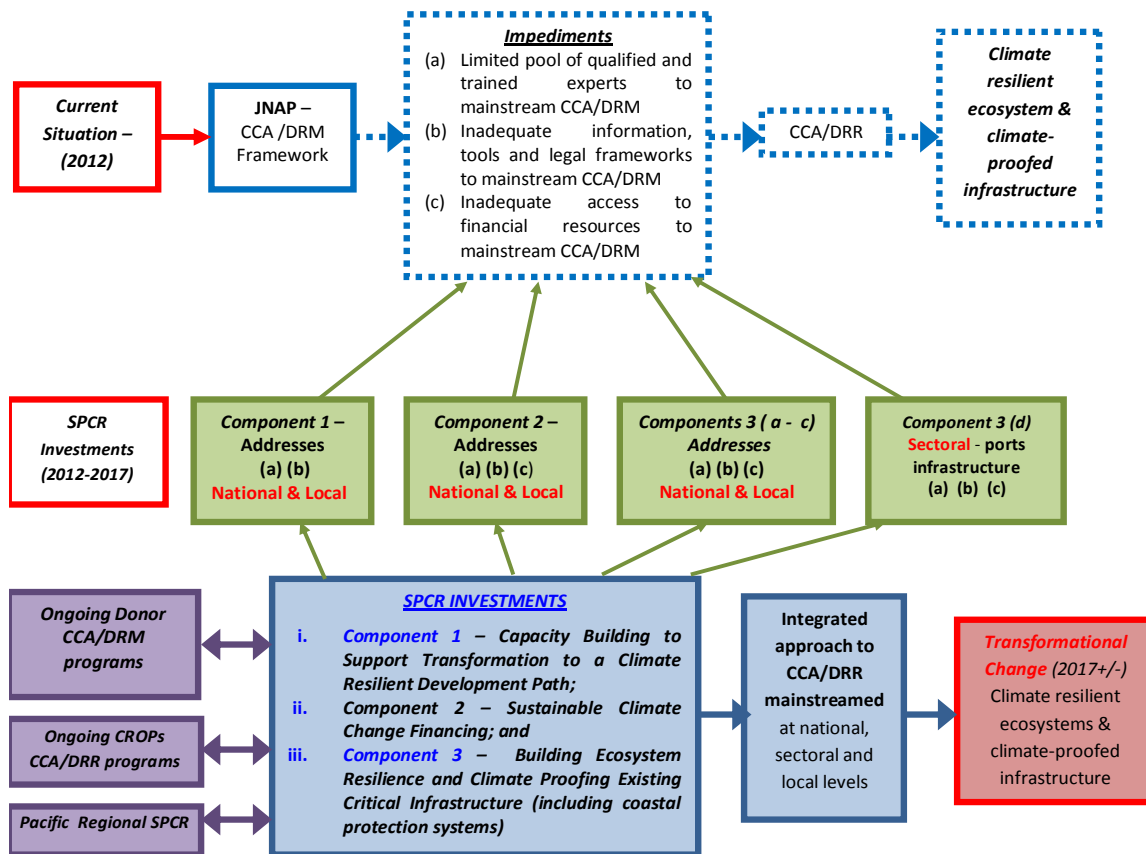 Current
Situation –
(2012)
JNAP –
CCA /DRM
Framework
Impediments
(a) Limited pool of qualified and
trained experts to
mainstream CCA/DRM
(b) Inadequate information,
tools and legal frameworks
to mainstream CCA/DRM
(c) Inadequate access to
financial resources to
mainstream CCA/DRM
CCA/DRR
Climate
resilient
ecosystem &
climate-
proofed
infrastructure
SPCR
Investments
(2012-2017)
Component 1 –
Addresses
(a) (b)
National & Local
Component 2 –
Addresses
(a) (b) (c)
National & Local
Components 3 ( a - c)
Addresses
(a) (b) (c)
National & Local
Component 3 (d)
Sectoral - ports
infrastructure
(a) (b) (c)
Ongoing Donor
CCA/DRM
programs
Ongoing CROPs
CCA/DRR programs
Pacific Regional SPCR
SPCR INVESTMENTS
i. Component 1 – Capacity Building to
Support Transformation to a Climate
Resilient Development Path;
ii. Component 2 – Sustainable Climate
Change Financing; and
iii. Component 3 – Building Ecosystem
Resilience and Climate Proofing Existing
Critical Infrastructure (including coastal
protection systems)
Integrated
approach to
CCA/DRR
mainstreamed
at national,
sectoral and
local levels
Transformational
Change (2017+/-)
Climate resilient
ecosystems &
climate-proofed
infrastructure